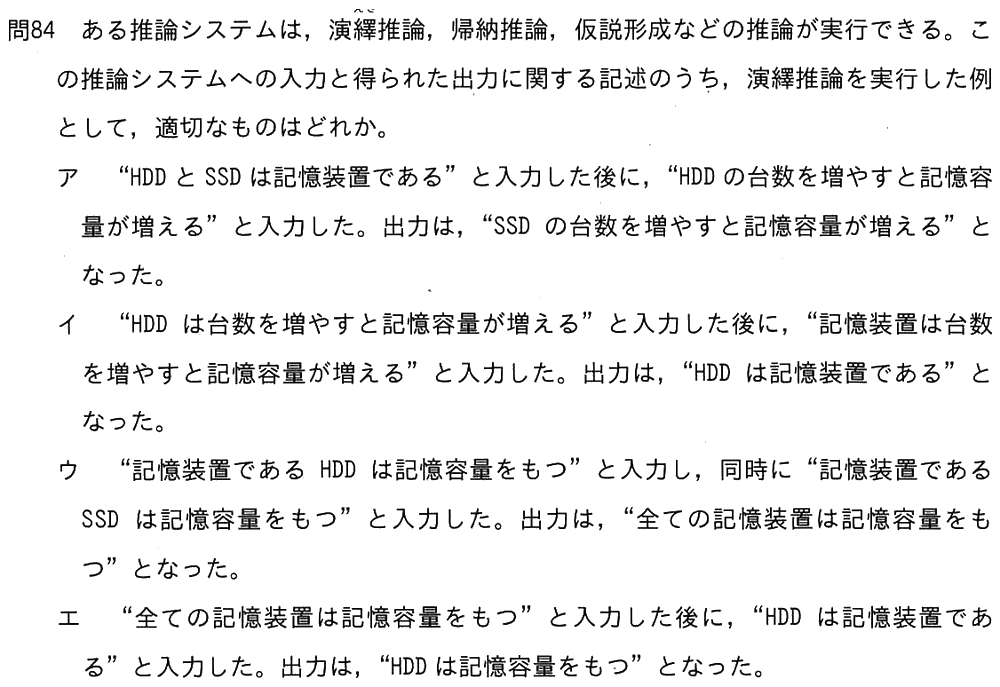 問84 ある推論システムは，演繹推論，帰納推論，仮説形成などの推論が実行できる。こ
の推論システムへの入力と得られた出力に関する記述のうち，演繹推論を実行した例
として，適切なものはどれか。
ア “HDDとSSDは記憶装置である”と入力した後に，“HDDの台数を増やすと記憶容
量が増える”と入力した。出力は，“SSD の台数を増やすと記憶容量が増える”と
なった。
イ “HDD は台数を増やすと記憶容量が増える”と入力した後に，“記憶装置は台数
を増やすと記憶容量が増える”と入力した。出力は，“HDD は記憶装置である”と
なった。
ウ “記憶装置である HDD は記憶容量をもつ”と入力し，同時に“記憶装置である
SSD は記憶容量をもつ”と入力した。出力は，“全ての記憶装置は記憶容量をも
つ”となった。
エ “全ての記憶装置は記憶容量をもつ”と入力した後に，“HDD は記憶装置であ
る”と入力した。出力は，“HDDは記憶容量をもつ”となった。